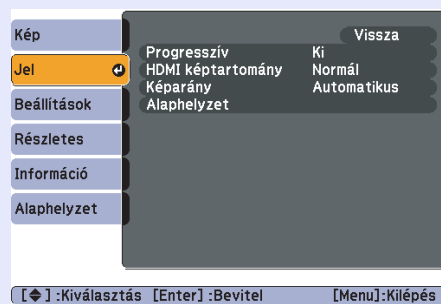 Kép
Jel
Beállítások
Részletes
Információ
Alaphelyzet
Vissza
Progresszív Ki
HDMI képtartomány Normál
Képarány Automatikus
Alaphelyzet
[◆] :Kiválasztás [Enter] :Bevitel [Menu]:Kilépés